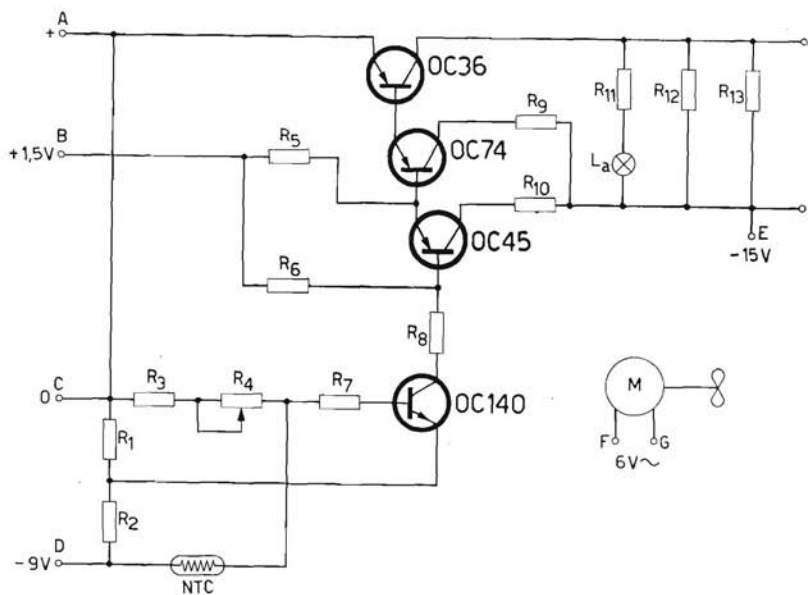 A
+
OC36
R11
R12
R13
B
+1,5V
R5
OC74
R9
La
R10
OC45
E
-15V
R6
R8
C
0
R3
R4
R7
OC140
M
R1
F
G
6V~
R2
D
-9V
NTC